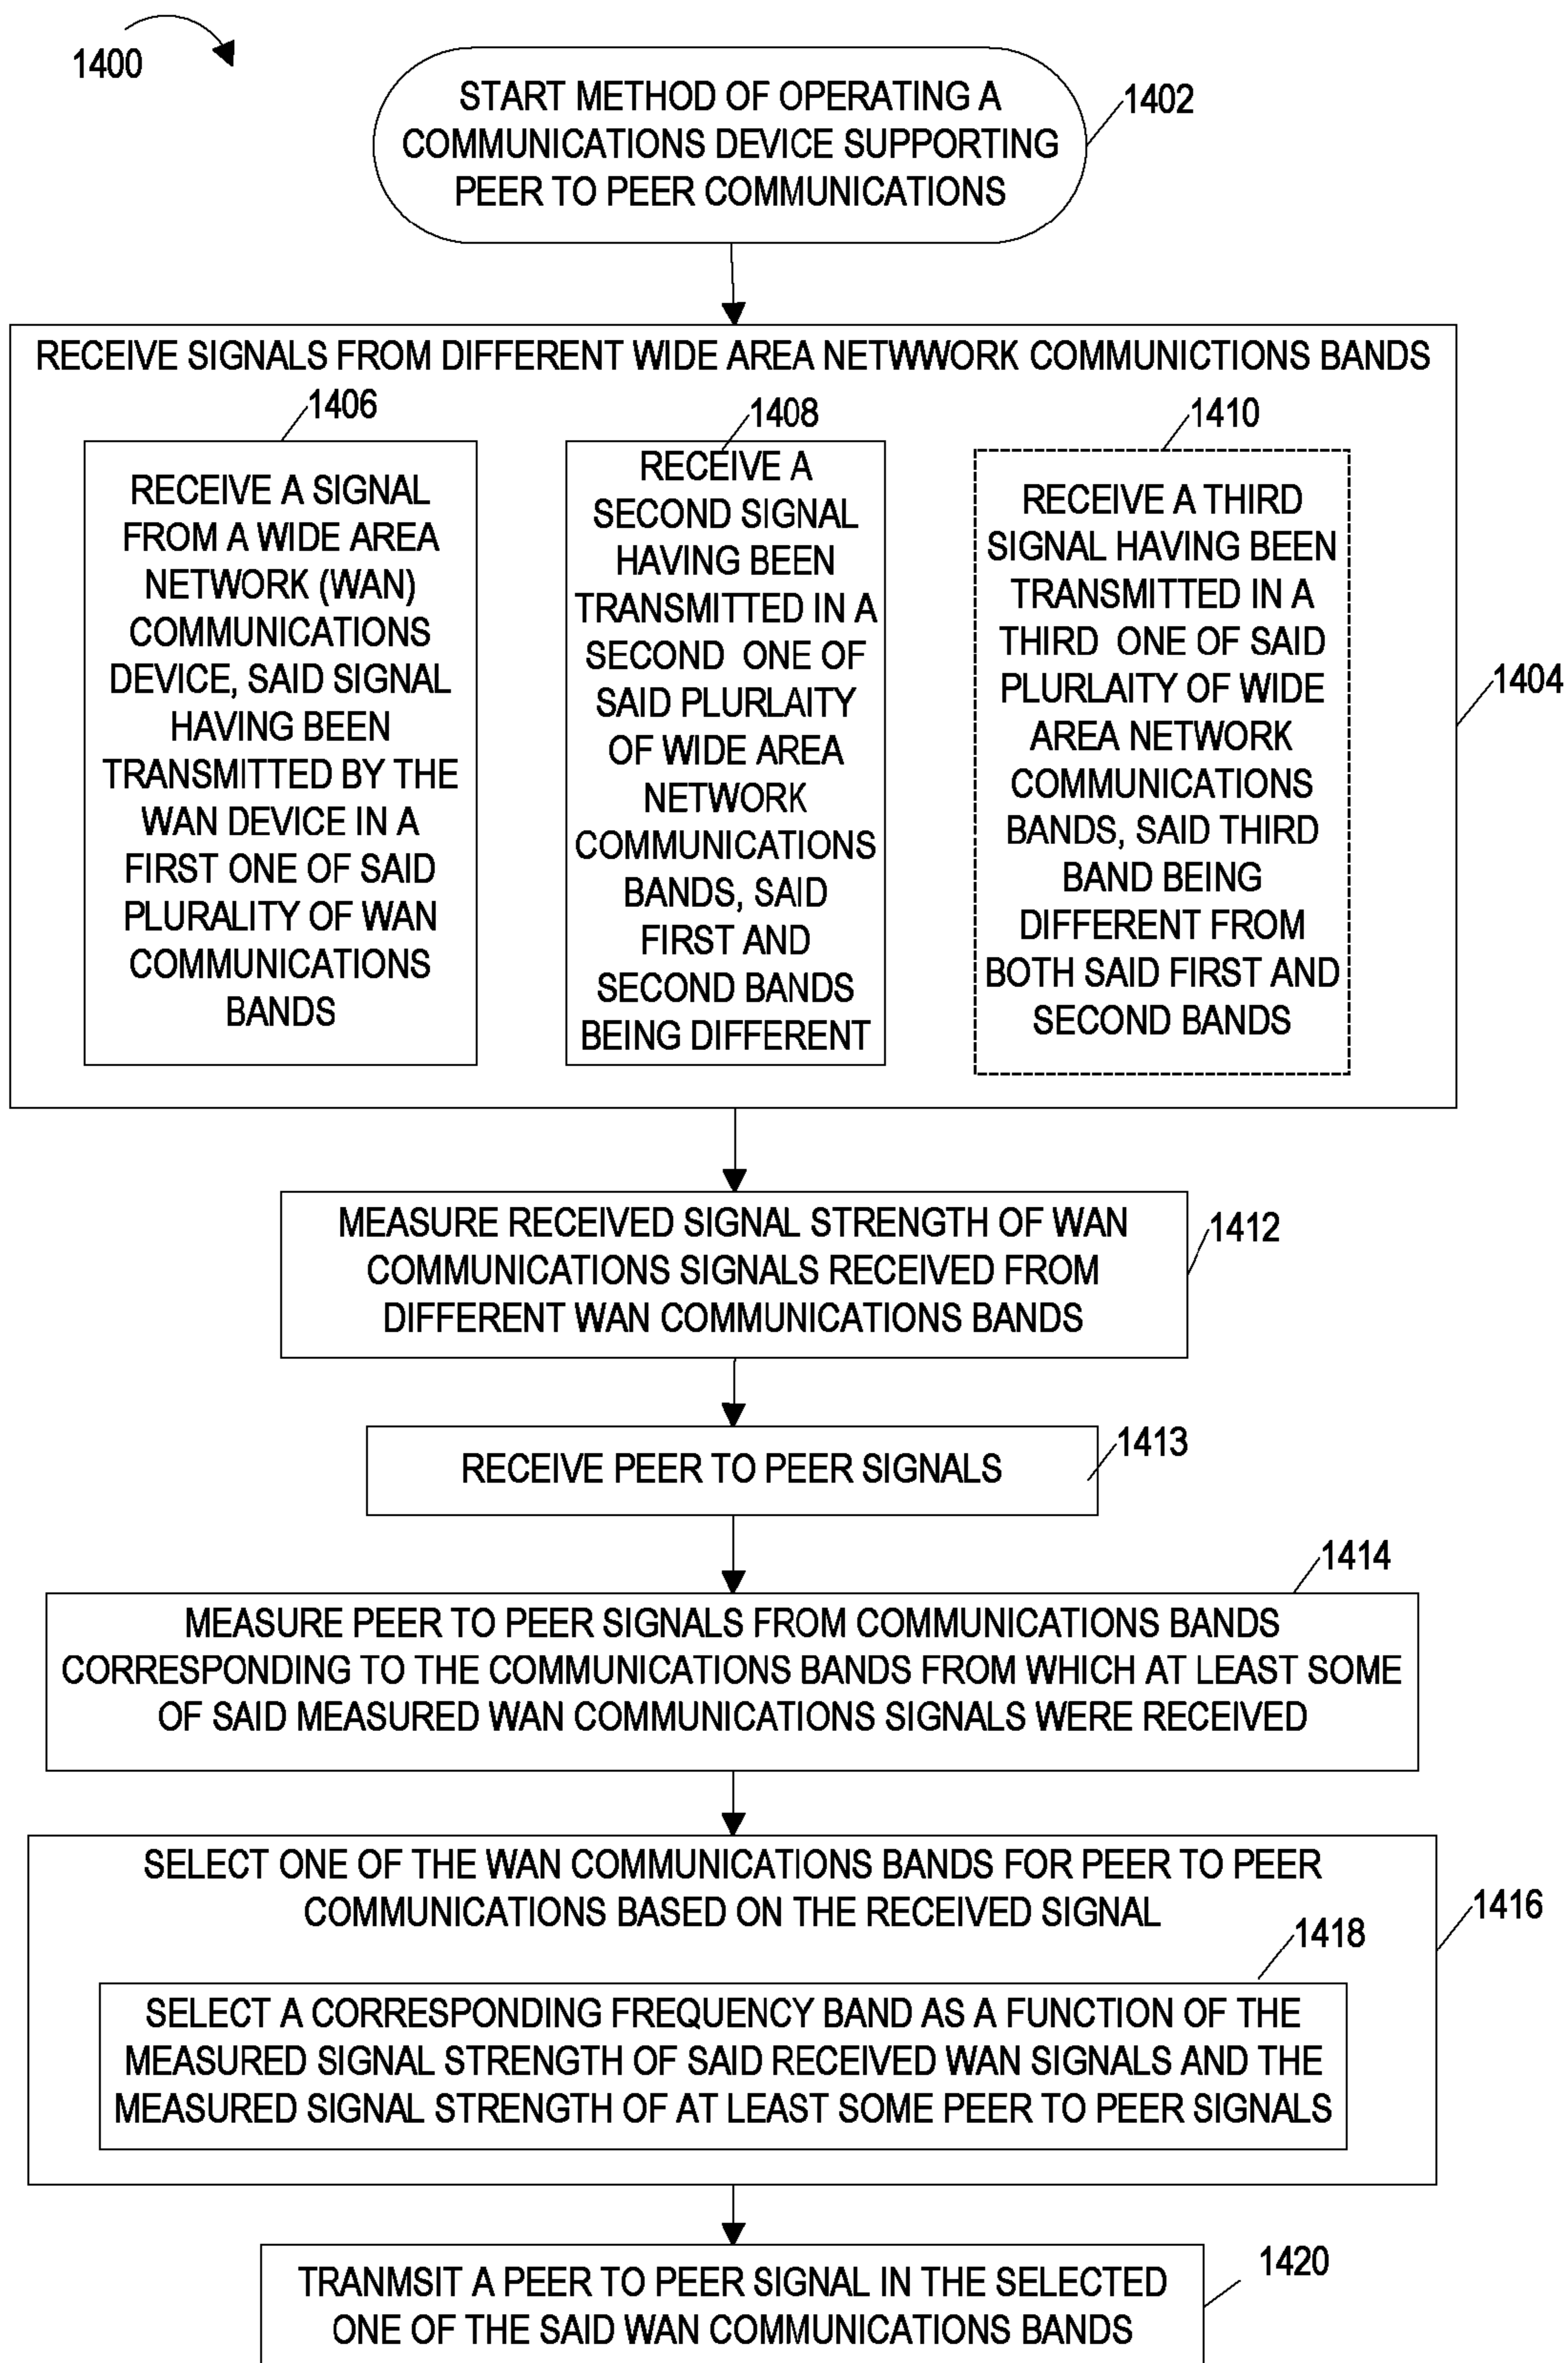 1400
START METHOD OF OPERATING A
COMMUNICATIONS DEVICE SUPPORTING
PEER TO PEER COMMUNICATIONS
1402
RECEIVE SIGNALS FROM DIFFERENT WIDE AREA NETWWORK COMMUNICTIONS BANDS
1404
1406
RECEIVE A SIGNAL
FROM A WIDE AREA
NETWORK (WAN)
COMMUNICATIONS
DEVICE, SAID SIGNAL
HAVING BEEN
TRANSMITTED BY THE
WAN DEVICE IN A
FIRST ONE OF SAID
PLURALITY OF WAN
COMMUNICATIONS
BANDS
1408
RECEIVE A
SECOND SIGNAL
HAVING BEEN
TRANSMITTED IN A
SECOND ONE OF
SAID PLURLAITY
OF WIDE AREA
NETWORK
COMMUNICATIONS
BANDS, SAID
FIRST AND
SECOND BANDS
BEING DIFFERENT
1410
RECEIVE A THIRD
SIGNAL HAVING BEEN
TRANSMITTED IN A
THIRD ONE OF SAID
PLURLAITY OF WIDE
AREA NETWORK
COMMUNICATIONS
BANDS, SAID THIRD
BAND BEING
DIFFERENT FROM
BOTH SAID FIRST AND
SECOND BANDS
MEASURE RECEIVED SIGNAL STRENGTH OF WAN
COMMUNICATIONS SIGNALS RECEIVED FROM
DIFFERENT WAN COMMUNICATIONS BANDS
1412
RECEIVE PEER TO PEER SIGNALS
1413
1414
MEASURE PEER TO PEER SIGNALS FROM COMMUNICATIONS BANDS
CORRESPONDING TO THE COMMUNICATIONS BANDS FROM WHICH AT LEAST SOME
OF SAID MEASURED WAN COMMUNICATIONS SIGNALS WERE RECEIVED
SELECT ONE OF THE WAN COMMUNICATIONS BANDS FOR PEER TO PEER
COMMUNICATIONS BASED ON THE RECEIVED SIGNAL
1416
1418
SELECT A CORRESPONDING FREQUENCY BAND AS A FUNCTION OF THE
MEASURED SIGNAL STRENGTH OF SAID RECEIVED WAN SIGNALS AND THE
MEASURED SIGNAL STRENGTH OF AT LEAST SOME PEER TO PEER SIGNALS
TRANMSIT A PEER TO PEER SIGNAL IN THE SELECTED
ONE OF THE SAID WAN COMMUNICATIONS BANDS
1420